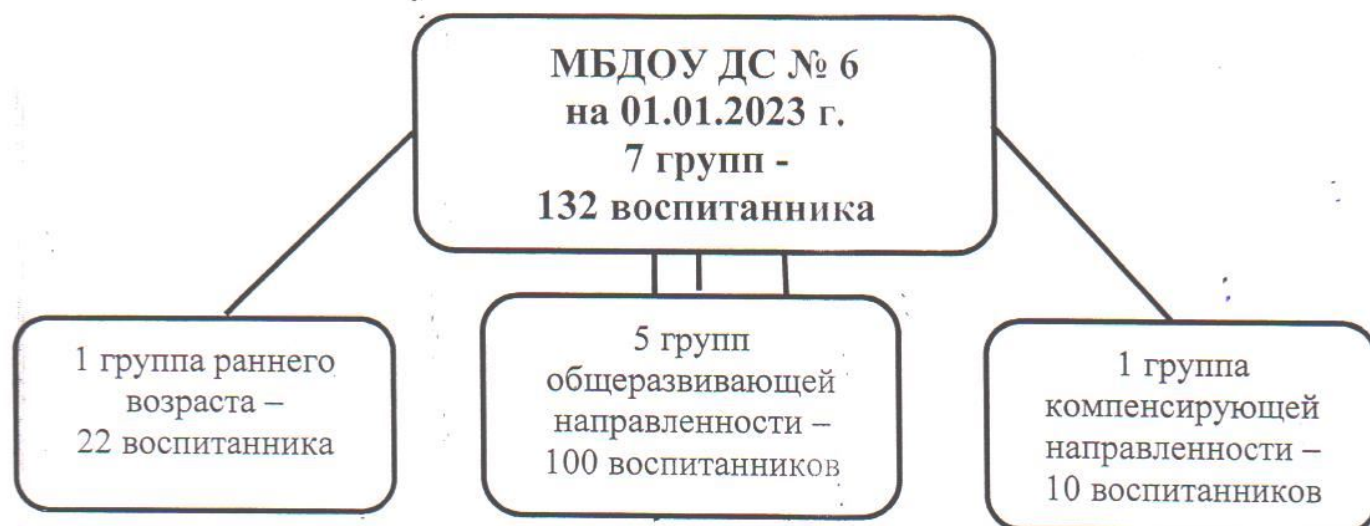 МБДОУ ДС № 6
на 01.01.2023 г.
7 групп -
132 воспитанника
1 группа раннего
возраста –
22 воспитанника
5 групп
общеразвивающей
направленности –
100 воспитанников
1 группа
компенсирующей
направленности –
10 воспитанников